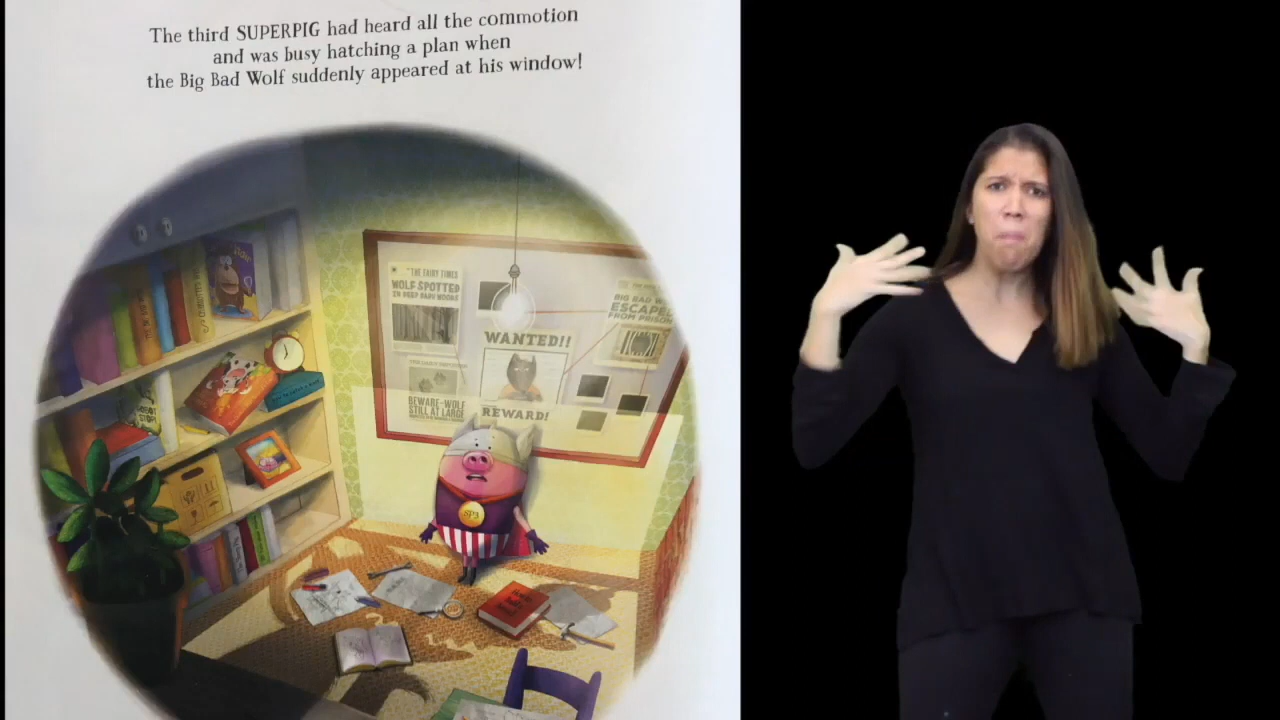 The third SUPERPIG had heard all the commotion
and was busy hatching a plan when
the Big Bad Wolf suddenly appeared at his window!
THE FAIRY TIMES
WOLF SPOTTED
IN DEEP DARK WOODS
BIG BAD
ESCAPE
FROM PRISON
WANTED!!
BEWARE-WOLF
STILL AT LARGE
REWARD!
SP3